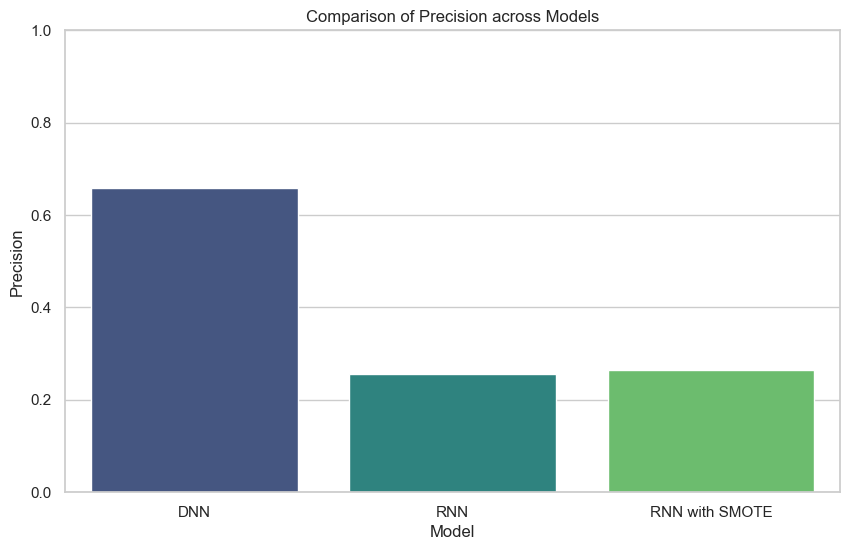 Comparison of Precision across Models
1.0
0.8
0.6
0.4
0.2
0.0
Precision
DNN
RNN
RNN with SMOTE
Model